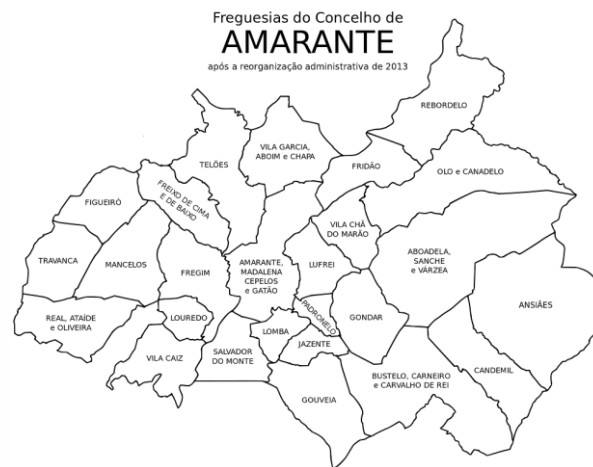 Freguesias do Concelho de
AMARANTE
após a reorganização administrativa de 2013
REBORDELO
VILA GARCIA,
ABOIM e CHAPA
TELÕES
FRIDÃO
OLO e CANADELO
FREIXO DE CIMA
E DE BAIXO
FIGUEIRÓ
VILA CHÃ
DO MARÃO
TRAVANCA
MANCELOS
FREGIM
AMARANTE,
MADALENA
CEPELOS
e GATÃO
LUFREI
ABOADELA,
SANCHE
e VÁRZEA
ANSIÃES
REAL, ATAÍDE
e OLIVEIRA
LOUREDO
PADRONELO
GONDAR
LOMBA
JAZENTE
VILA CAIZ
SALVADOR
DO MONTE
GOUVEIA
BUSTELO, CARNEIRO
e CARVALHO DE REI
CANDEMIL